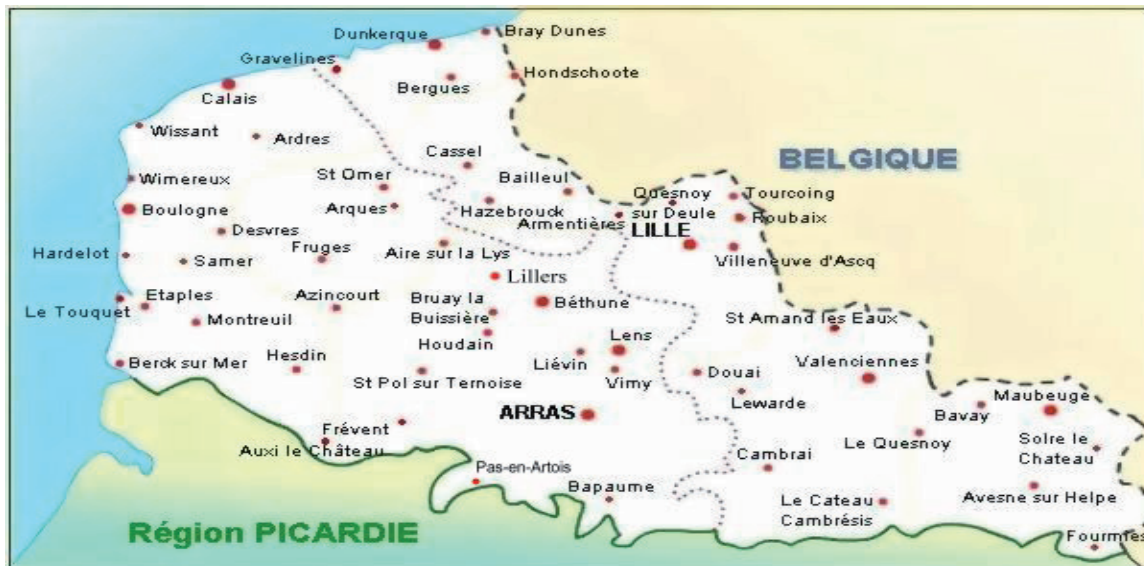 Dunkerque
Bray Dunes
Gravelines
Hondschoote
Bergues
Calais
Wissant
Ardres
Cassel
BELGIQUE
St Omer
Bailleul
Quesnoy
sur Deule
Tourcoing
Wimereux
Boulogne
Arques
Hazebrouck
Armentières
Roubaix
LILLE
Desvres
Hardelot
Samer
Fruges
Aire sur la Lys
Villeneuve d'Ascq
Lillers
Etaples
Le Touquet
Azincourt
Bruay la
Buissière
Béthune
Montreuil
St Amand les Eaux
Houdain
Lens
Berck sur Mer
Hesdin
Liévin
Valenciennes
St Pol sur Ternoise
Vimy
Douai
Lewarde
Maubeuge
Bavay
ARRAS
Frévent
Auxi le Château
Le Quesnoy
Solre le
Chateau
Pas-en-Artois
Cambrai
Bapaume
Le Cateau
Cambrésis
Avesne sur Helpe
Région PICARDIE
Fourmies